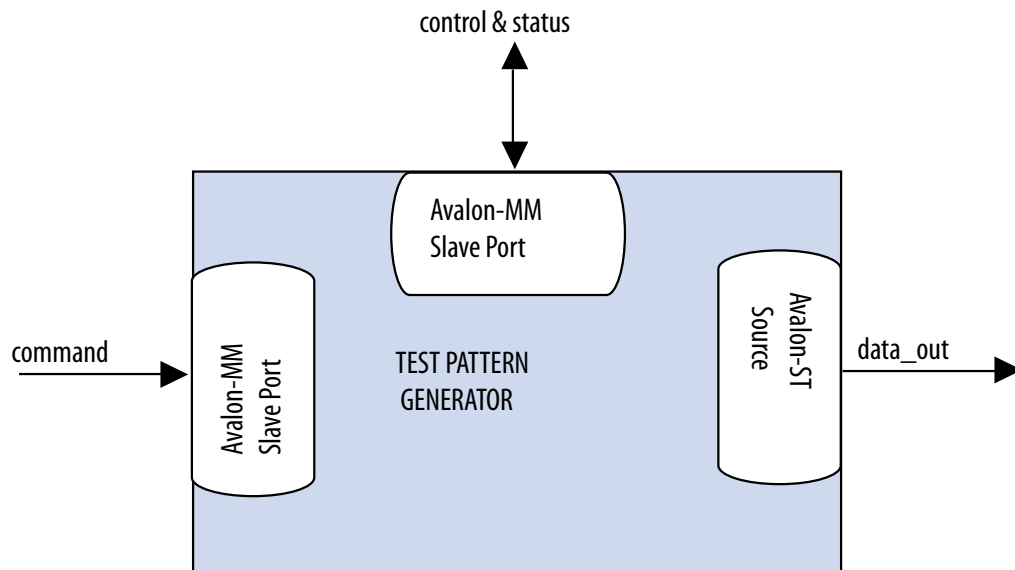 control & status
Avalon-MM
Slave Port
command
Avalon-MM
Slave Port
TEST PATTERN
GENERATOR
Avalon-ST
Source
data_out